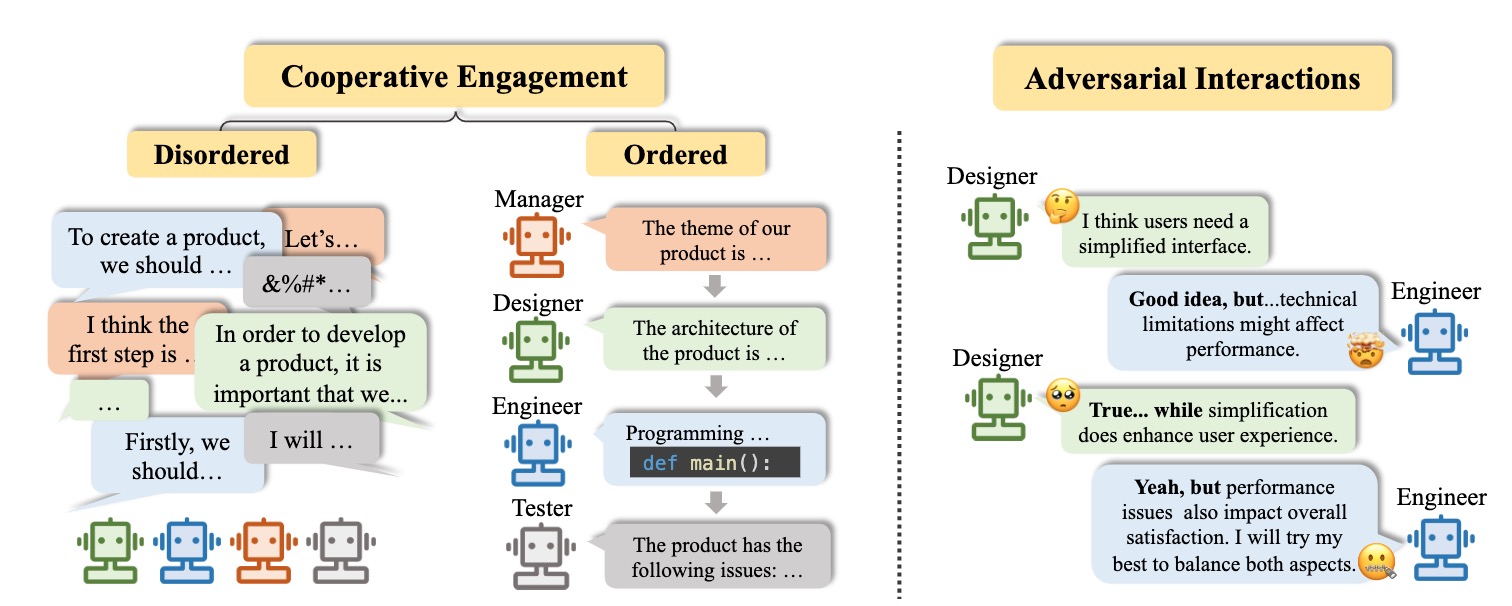 Cooperative Engagement
Disordered
To create a product,
we should …
Let's…
&%#*…
I think the
first step is …
In order to develop
a product, it is
important that we...
…
Firstly, we
should…
I will …
Ordered
Manager
The theme of our
product is …
Designer
The architecture of
the product is …
Engineer
Programming …
def main():
Tester
The product has the
following issues: …
Adversarial Interactions
Designer
I think users need a
simplified interface.
Engineer
Good idea, but...technical
limitations might affect
performance.
Designer
True... while simplification
does enhance user experience.
Engineer
Yeah, but performance
issues also impact overall
satisfaction. I will try my
best to balance both aspects.